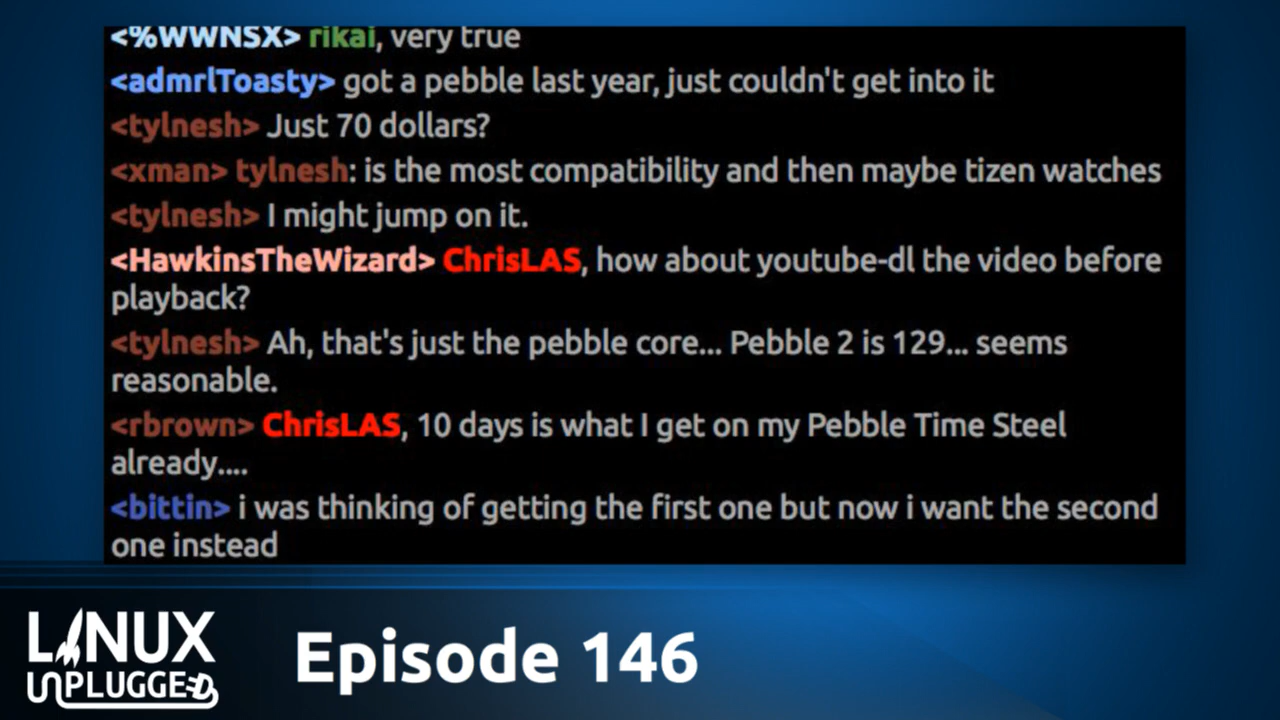 <%WWNSX> rikai, very true
<admrlToasty> got a pebble last year, just couldn't get into it
<tylnesh> Just 70 dollars?
<xman> tylnesh: is the most compatibility and then maybe tizen watches
<tylnesh> I might jump on it.
<HawkinsTheWizard> ChrisLAS, how about youtube-dl the video before
playback?
<tylnesh> Ah, that's just the pebble core... Pebble 2 is 129... seems
reasonable.
<rbrown> ChrisLAS, 10 days is what I get on my Pebble Time Steel
already....
<bittin> i was thinking of getting the first one but now i want the second
one instead
LINUX
UNPLUGGED
Episode 146